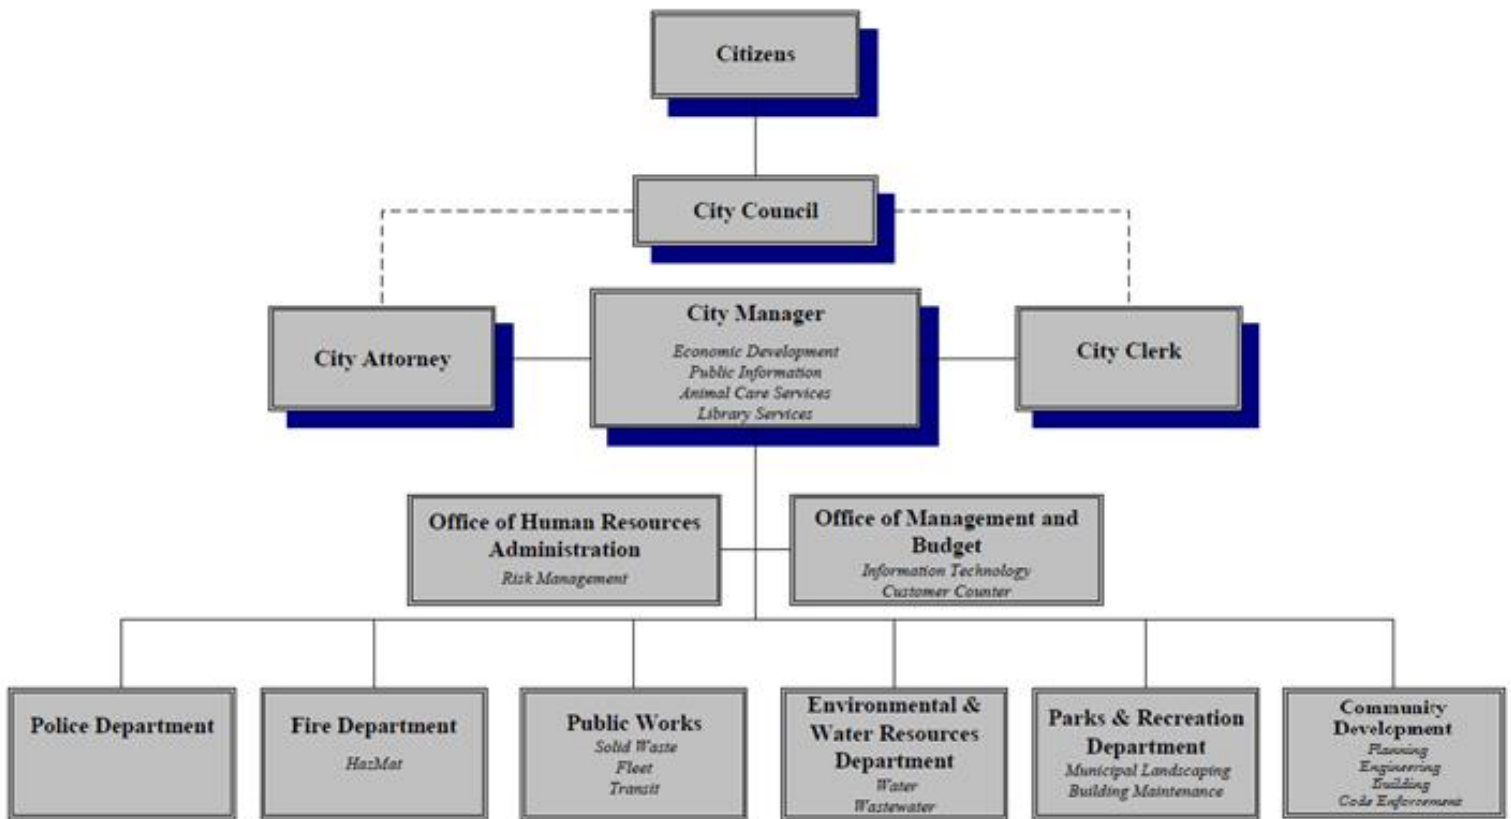 Citizens
City Council
City Attorney
City Manager
Economic Development
Public Information
Animal Care Services
Library Services
City Clerk
Office of Human Resources
Administration
Risk Management
Office of Management and
Budget
Information Technology
Customer Counter
Police Department
Fire Department
HazMat
Public Works
Solid Waste
Fleet
Transit
Environmental &
Water Resources
Department
Water
Wastewater
Parks & Recreation
Department
Municipal Landscaping
Building Maintenance
Community
Development
Planning
Engineering
Building
Code Enforcement